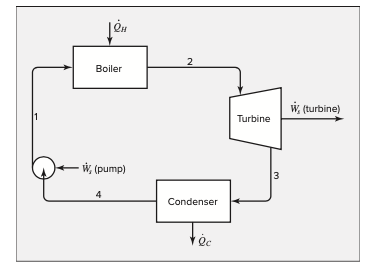 Q̇H
Boiler
2
Ẇs (turbine)
Turbine
1
Ẇs (pump)
3
4
Condenser
Q̇C